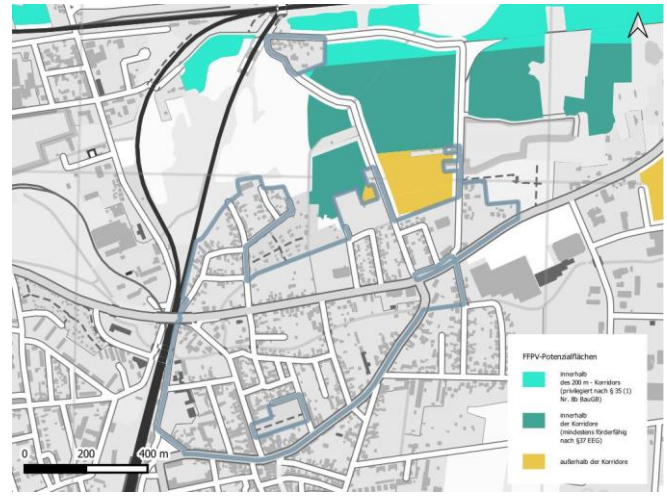 FFPV-Potenzialflächen
innerhalb
des 200 m - Korridors
(privilegiert nach § 35 (1)
Nr. 8b BauGB)
innerhalb
der Korridore
(mindestens förderfähig
nach §37 EEG)
außerhalb der Korridore
0 200 400 m